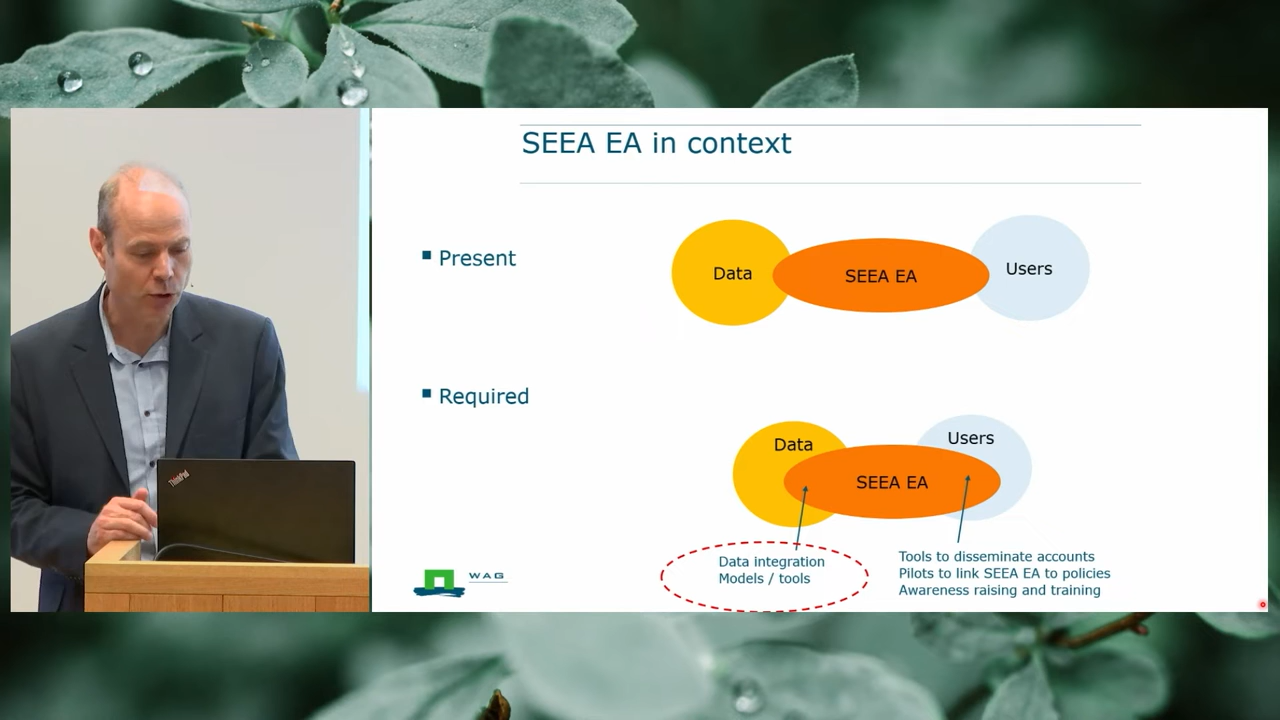 SEEA EA in context
Present
Data
SEEA EA
Users
Required
Data
Users
SEEA EA
Data integration
Models / tools
Tools to disseminate accounts
Pilots to link SEEA EA to policies
Awareness raising and training
WAG
ThinkPad